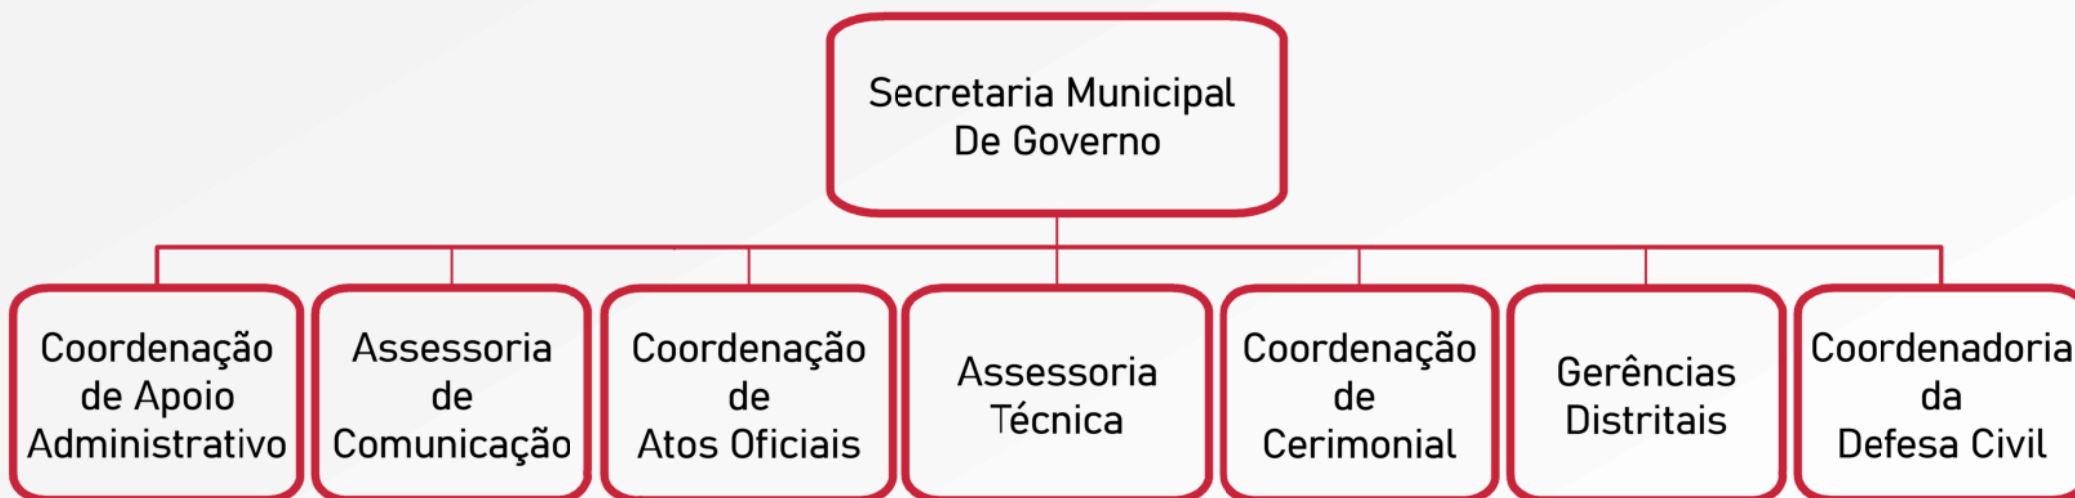 Secretaria Municipal
De Governo
Coordenação
de Apoio
Administrativo
Assessoria
de
Comunicação
Coordenação
de
Atos Oficiais
Assessoria
Técnica
Coordenação
de
Cerimonial
Gerências
Distritais
Coordenadoria
da
Defesa Civil